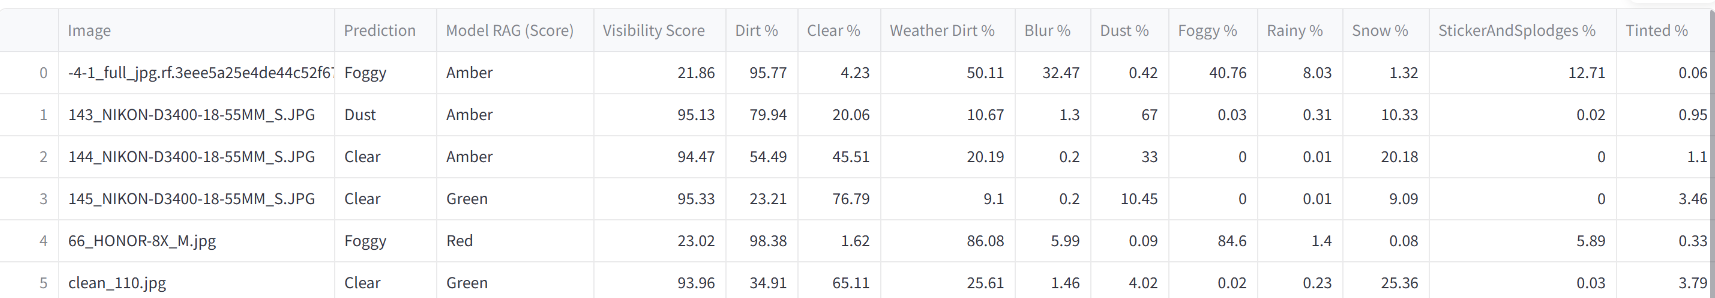 Image Prediction Model RAG (Score) Visibility Score Dirt % Clear % Weather Dirt % Blur % Dust % Foggy % Rainy % Snow % StickerAndSplodges % Tinted %
0 -4-1_full_jpg.rf.3eee5a25e4de44c52f67 Foggy Amber 21.86 95.77 4.23 50.11 32.47 0.42 40.76 8.03 1.32 12.71 0.06
1 143_NIKON-D3400-18-55MM_S.JPG Dust Amber 95.13 79.94 20.06 10.67 1.3 67 0.03 0.31 10.33 0.02 0.95
2 144_NIKON-D3400-18-55MM_S.JPG Clear Amber 94.47 54.49 45.51 20.19 0.2 33 0 0.01 20.18 0 1.1
3 145_NIKON-D3400-18-55MM_S.JPG Clear Green 95.33 23.21 76.79 9.1 0.2 10.45 0 0.01 9.09 0 3.46
4 66_HONOR-8X_M.jpg Foggy Red 23.02 98.38 1.62 86.08 5.99 0.09 84.6 1.4 0.08 5.89 0.33
5 clean_110.jpg Clear Green 93.96 34.91 65.11 25.61 1.46 4.02 0.02 0.23 25.36 0.03 3.79